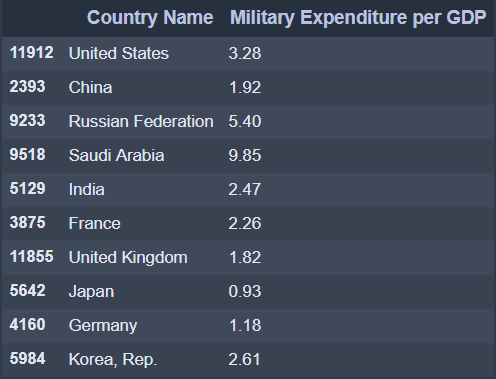 Country Name Military Expenditure per GDP
11912 United States 3.28
2393 China 1.92
9233 Russian Federation 5.40
9518 Saudi Arabia 9.85
5129 India 2.47
3875 France 2.26
11855 United Kingdom 1.82
5642 Japan 0.93
4160 Germany 1.18
5984 Korea, Rep. 2.61